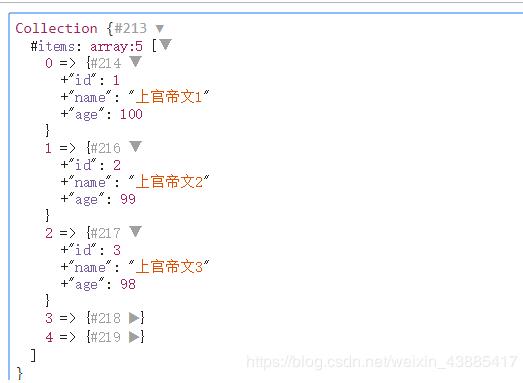 Collection {#213 ▼
#items: array:5 [▼
0 => {#214 ▼
+"id": 1
+"name": "上官帝文1"
+"age": 100
}
1 => {#216 ▼
+"id": 2
+"name": "上官帝文2"
+"age": 99
}
2 => {#217 ▼
+"id": 3
+"name": "上官帝文3"
+"age": 98
}
3 => {#218 ▶}
4 => {#219 ▶}
]
}
https://blog.csdn.net/weixin_43885417